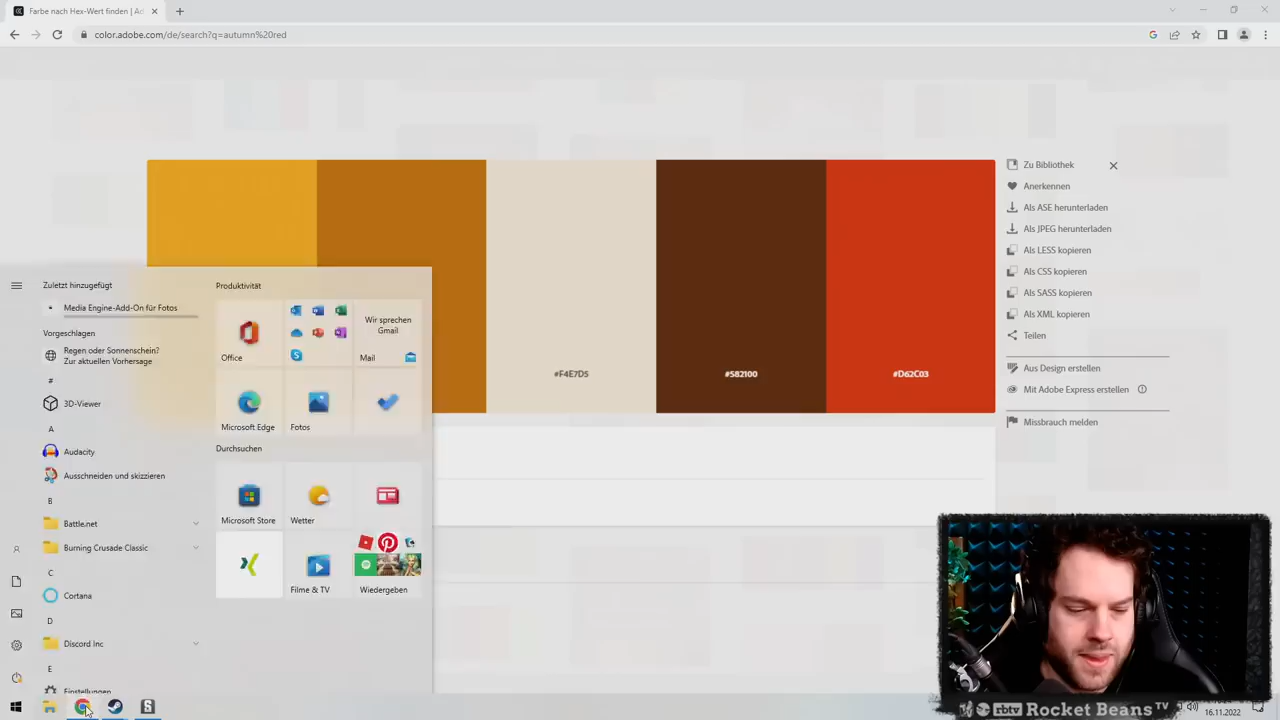 Farbe nach Hex-Wert finden | Ad
color.adobe.com/de/search?q=autumn%20red
Zu Bibliothek
Anerkennen
Als ASE herunterladen
Als JPEG herunterladen
Als LESS kopieren
Als CSS kopieren
Als SASS kopieren
Als XML kopieren
Teilen
Aus Design erstellen
Mit Adobe Express erstellen
Missbrauch melden
#F4E7D5
#582100
#D62C03
Zuletzt hinzugefügt
Media Engine-Add-On für Fotos
Vorgeschlagen
Regen oder Sonnenschein?
Zur aktuellen Vorhersage
#
3D-Viewer
A
Audacity
Ausschneiden und skizzieren
B
Battle.net
Burning Crusade Classic
C
Cortana
D
Discord Inc
E
Einstellungen
Produktivität
Office
Wir sprechen
Gmail
Mail
Microsoft Edge
Fotos
Durchsuchen
Microsoft Store
Wetter
Filme & TV
Wiedergeben
rbtv Rocket Beans TV
16.11.2022